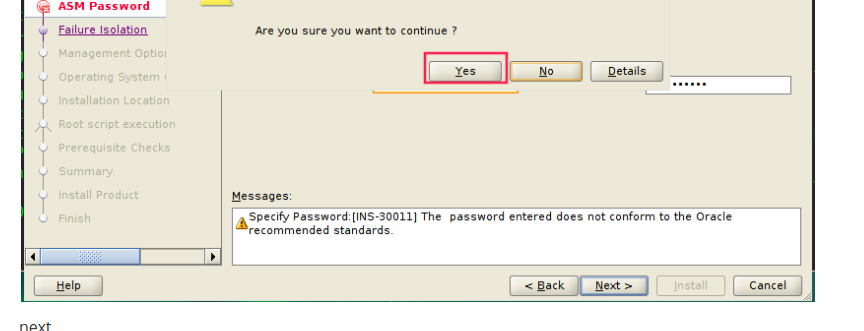 ASM Password
Are you sure you want to continue ?
Yes No Details
Failure Isolation
Management Option
Operating System
Installation Location
Root script execution
Prerequisite Checks
Summary
Install Product
Finish
••••••
Messages:
Specify Password:[INS-30011] The password entered does not conform to the Oracle
recommended standards.
Help < Back Next > Install Cancel
next